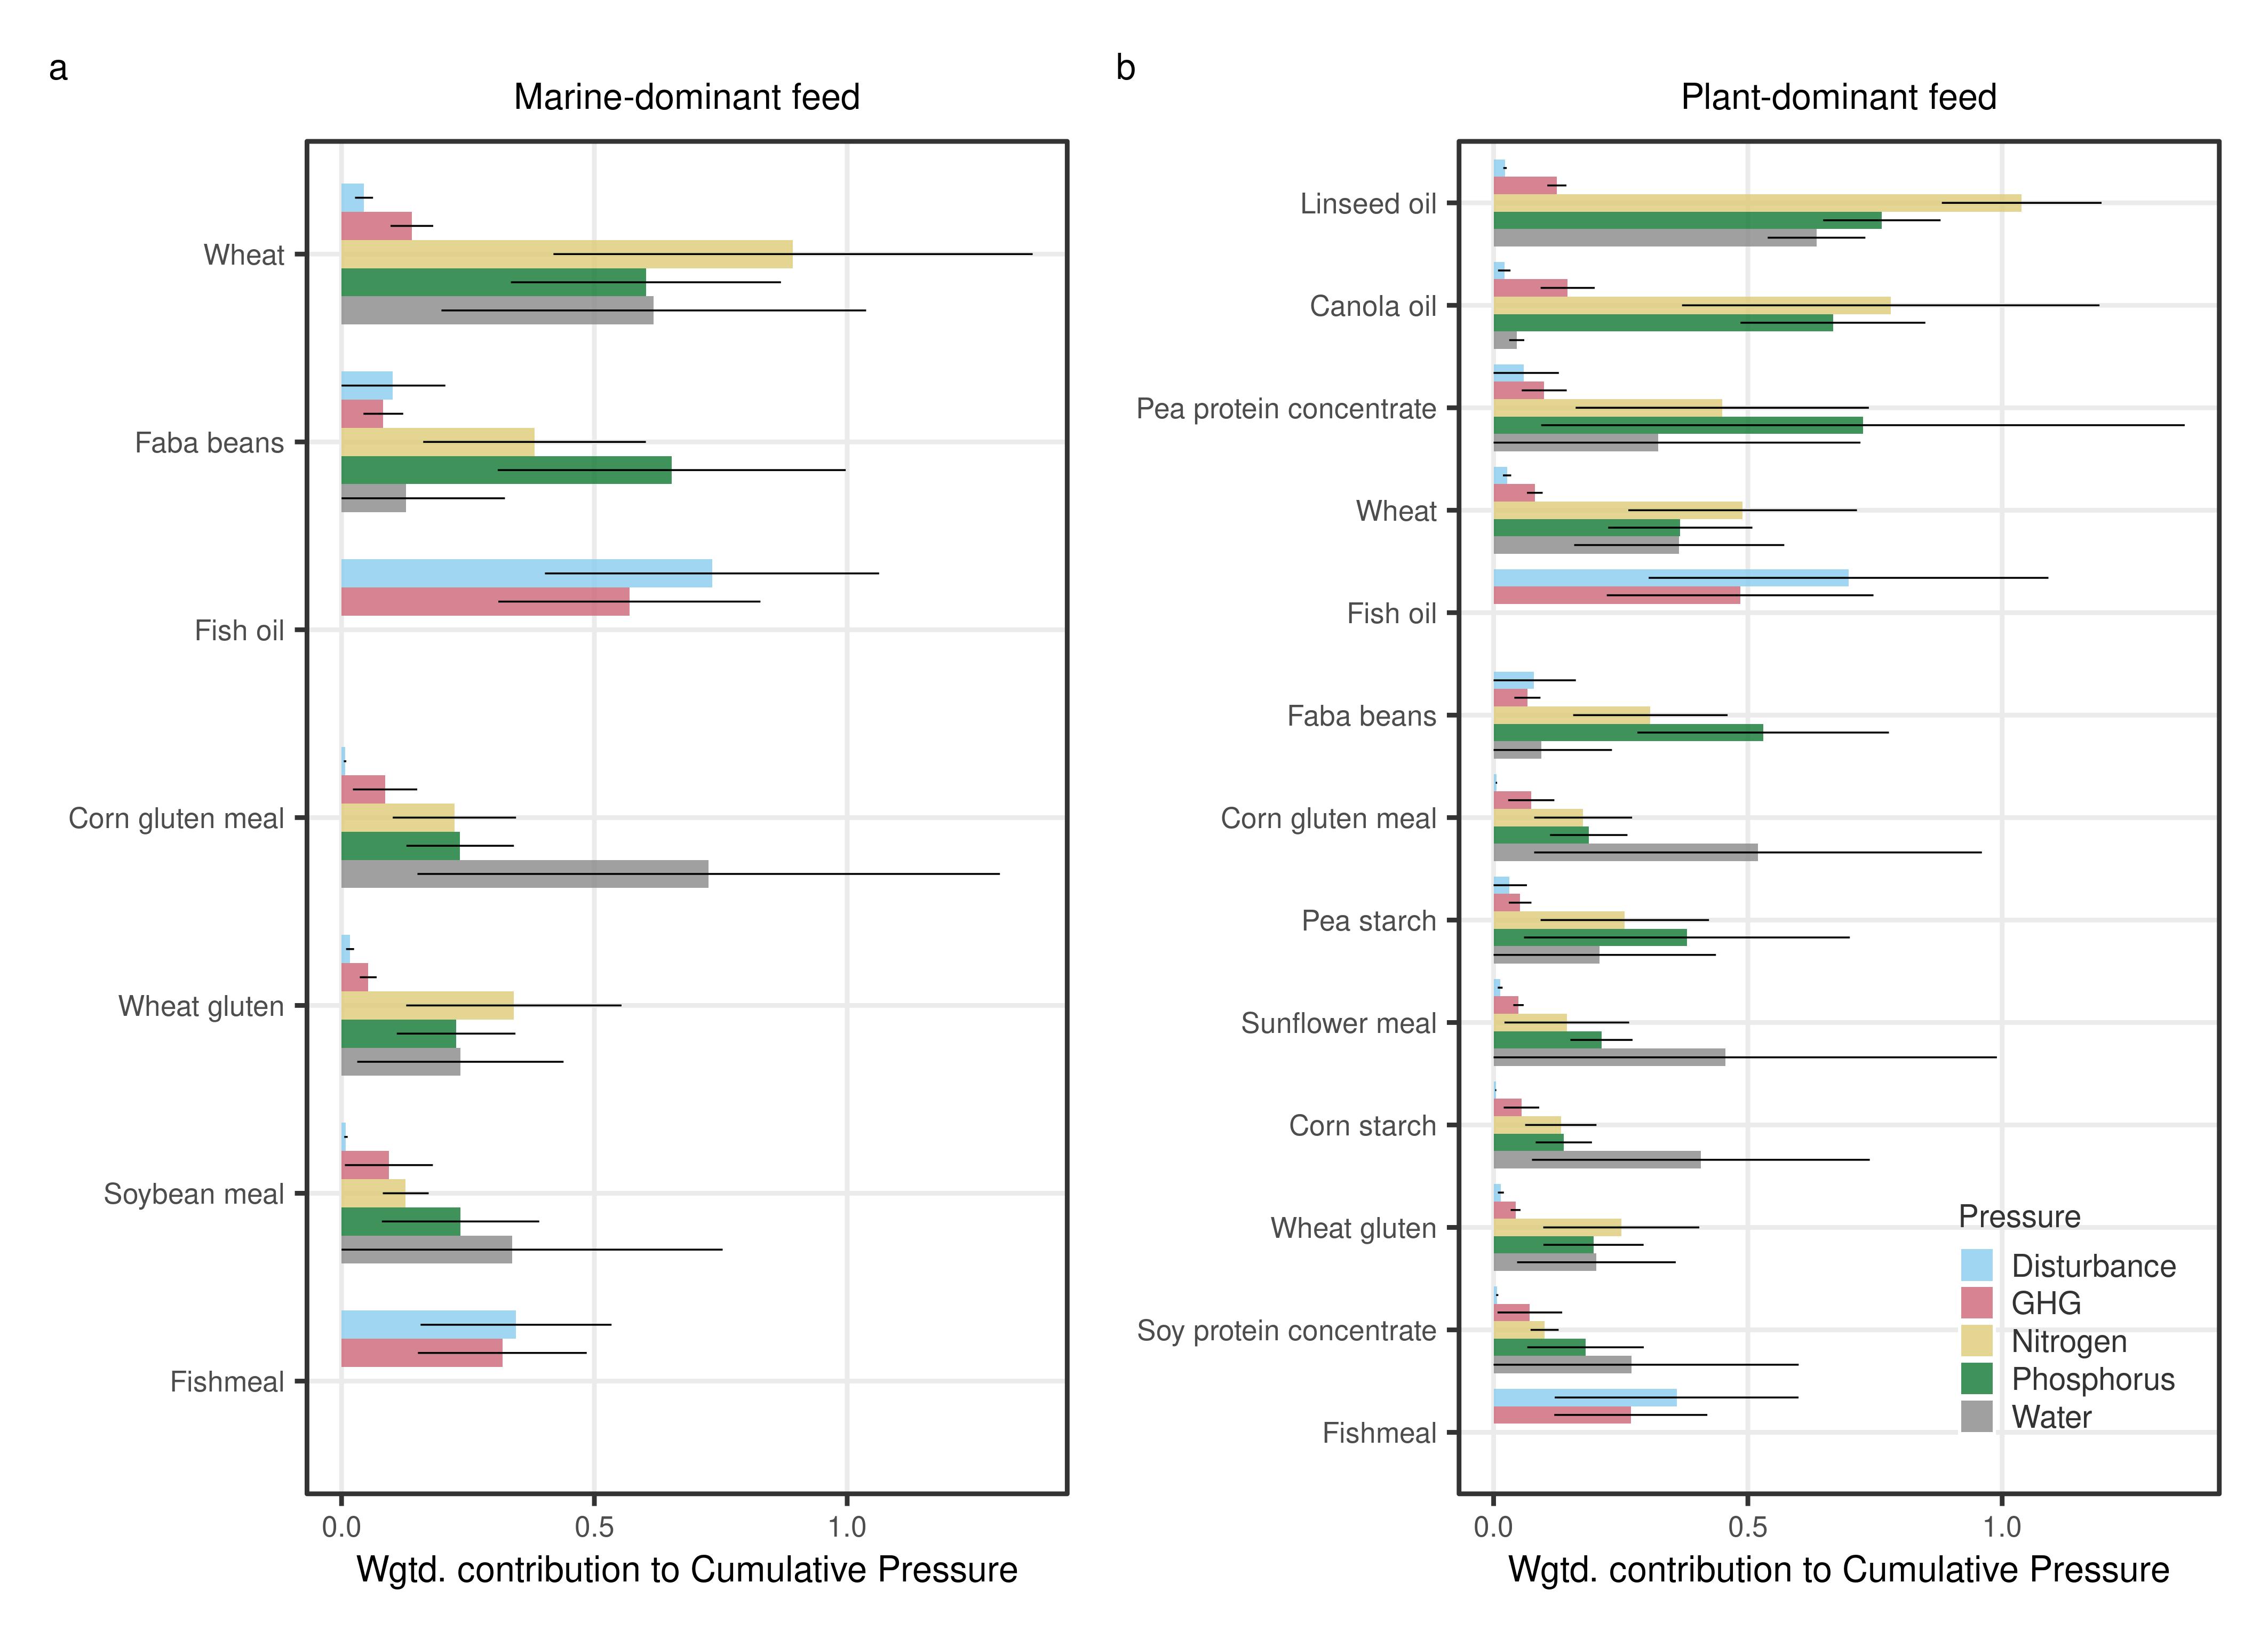 a
Marine-dominant feed
Wheat
Faba beans
Fish oil
Corn gluten meal
Wheat gluten
Soybean meal
Fishmeal
0.0 0.5 1.0
Wgtd. contribution to Cumulative Pressure
b
Plant-dominant feed
Linseed oil
Canola oil
Pea protein concentrate
Wheat
Fish oil
Faba beans
Corn gluten meal
Pea starch
Sunflower meal
Corn starch
Wheat gluten
Soy protein concentrate
Fishmeal
Pressure
Disturbance
GHG
Nitrogen
Phosphorus
Water
0.0 0.5 1.0
Wgtd. contribution to Cumulative Pressure